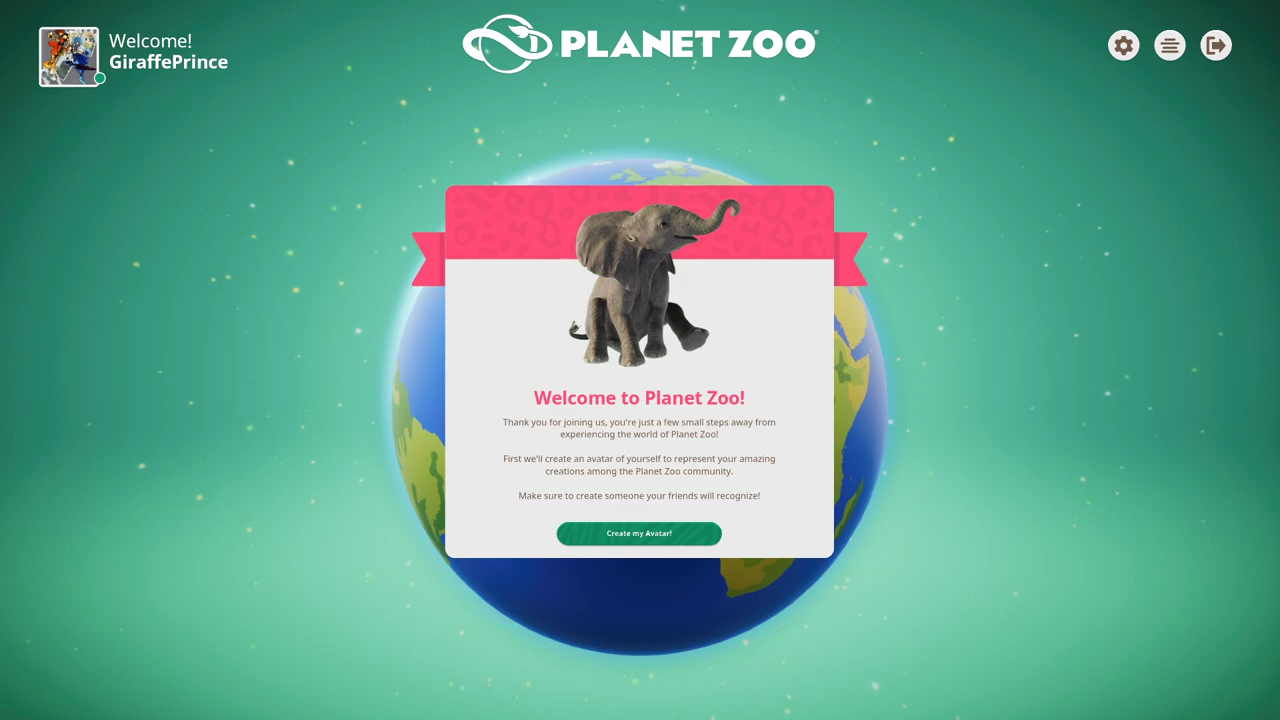 Welcome!
GiraffePrince
PLANET ZOO
Welcome to Planet Zoo!
Thank you for joining us, you're just a few small steps away from
experiencing the world of Planet Zoo!
First we'll create an avatar of yourself to represent your amazing
creations among the Planet Zoo community.
Make sure to create someone your friends will recognize!
Create my Avatar!